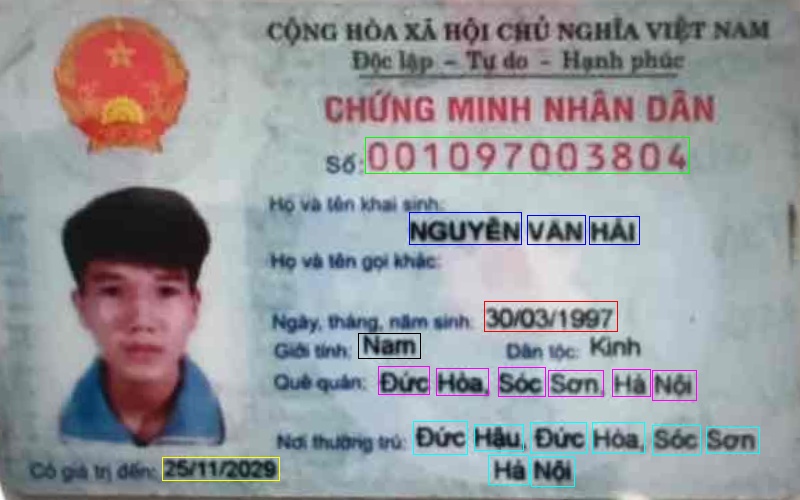 CỘNG HÒA XÃ HỘI CHỦ NGHĨA VIỆT NAM
Độc lập - Tự do - Hạnh phúc
CHỨNG MINH NHÂN DÂN
Số: 001097003804
Họ và tên khai sinh:
NGUYỄN VĂN HẢI
Họ và tên gọi khác:
Ngày, tháng, năm sinh: 30/03/1997
Giới tính: Nam Dân tộc: Kinh
Quê quán: Đức Hòa, Sóc Sơn, Hà Nội
Nơi thường trú: Đức Hậu, Đức Hòa, Sóc Sơn
Hà Nội
Có giá trị đến: 25/11/2029